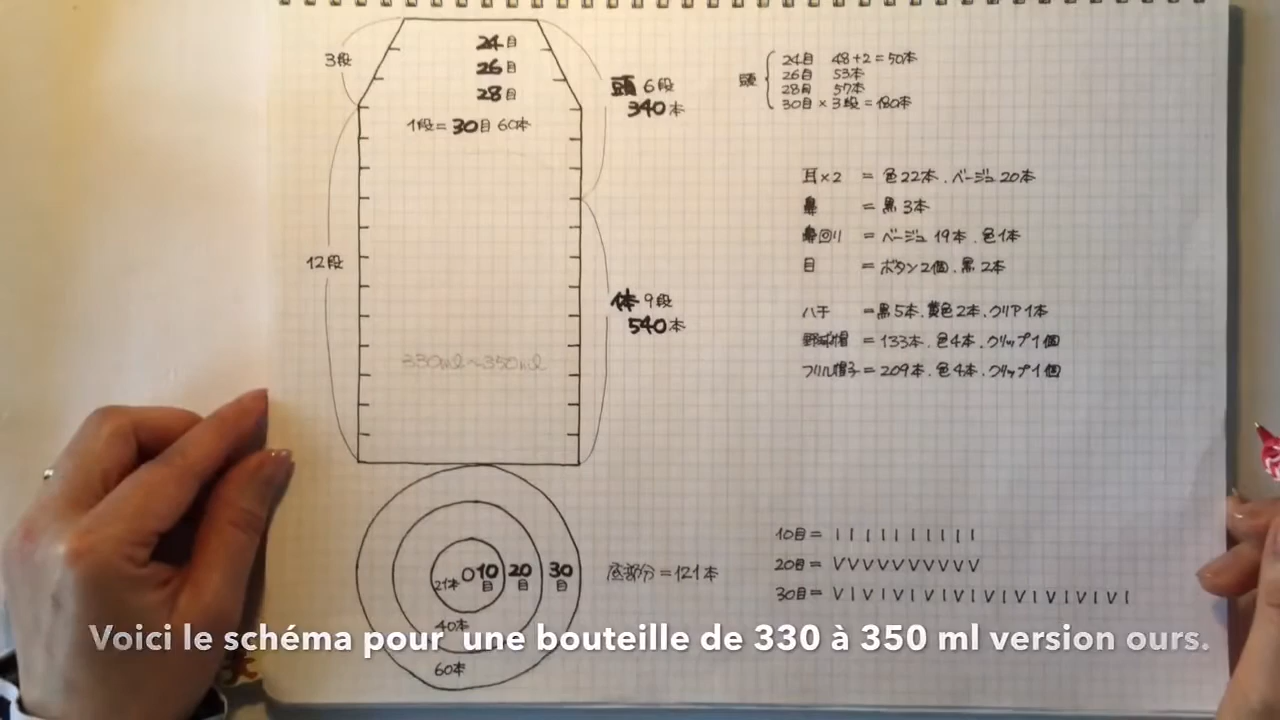 3段
24目
26目
28目
1段=30目 60本
頭 6段
340本
12段
体 9段
540本
330ml~350ml
21本
10目
20目
30目
40本
60本
底部分=121本
頭
24目 48+2=50本
26目 53本
28目 57本
30目×3段=180本
耳×2 = 色22本.ベージュ20本
鼻 = 黒3本
鼻回り = ベージュ 19本.色1本
目 = ボタン2個.黒2本
ハチ = 黒5本.黄色2本.クリア1本
野球帽 = 133本.色4本.クリップ1個
フリル帽子 = 209本.色4本.クリップ1個
10目= I I I I I I I I I I
20目= V V V V V V V V V V
30目= V I V I V I V I V I V I V I V I V I V I
Voici le schéma pour une bouteille de 330 à 350 ml version ours.